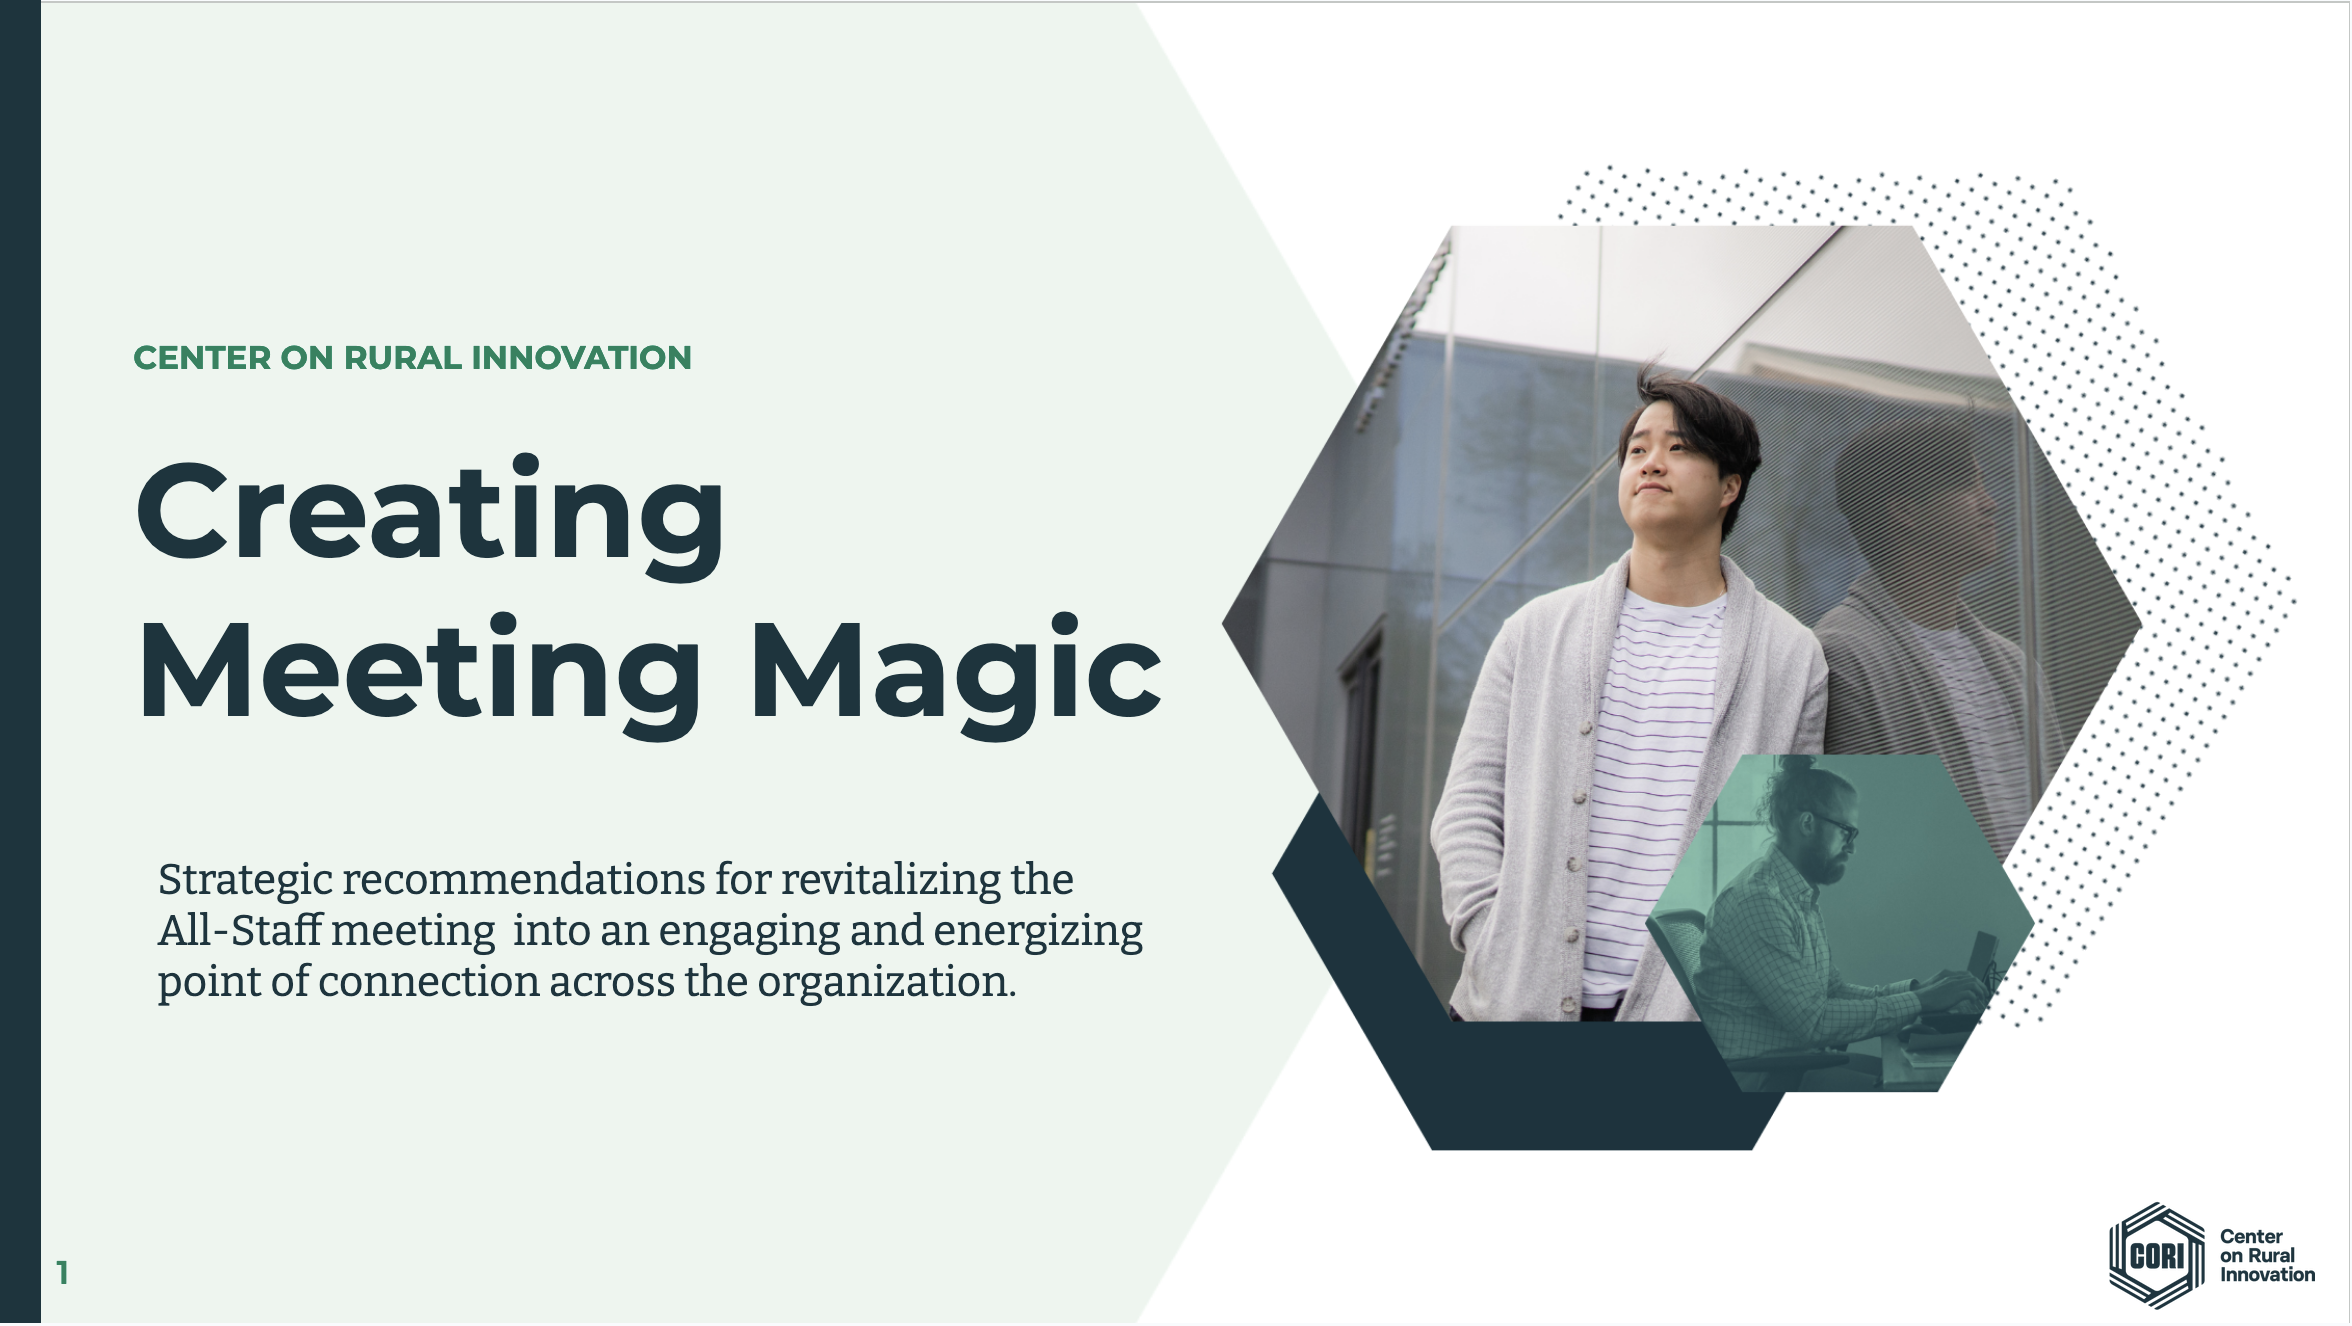 CENTER ON RURAL INNOVATION
Creating
Meeting Magic
Strategic recommendations for revitalizing the
All-Staff meeting  into an engaging and energizing
point of connection across the organization.
1
CORI
Center
on Rural
Innovation